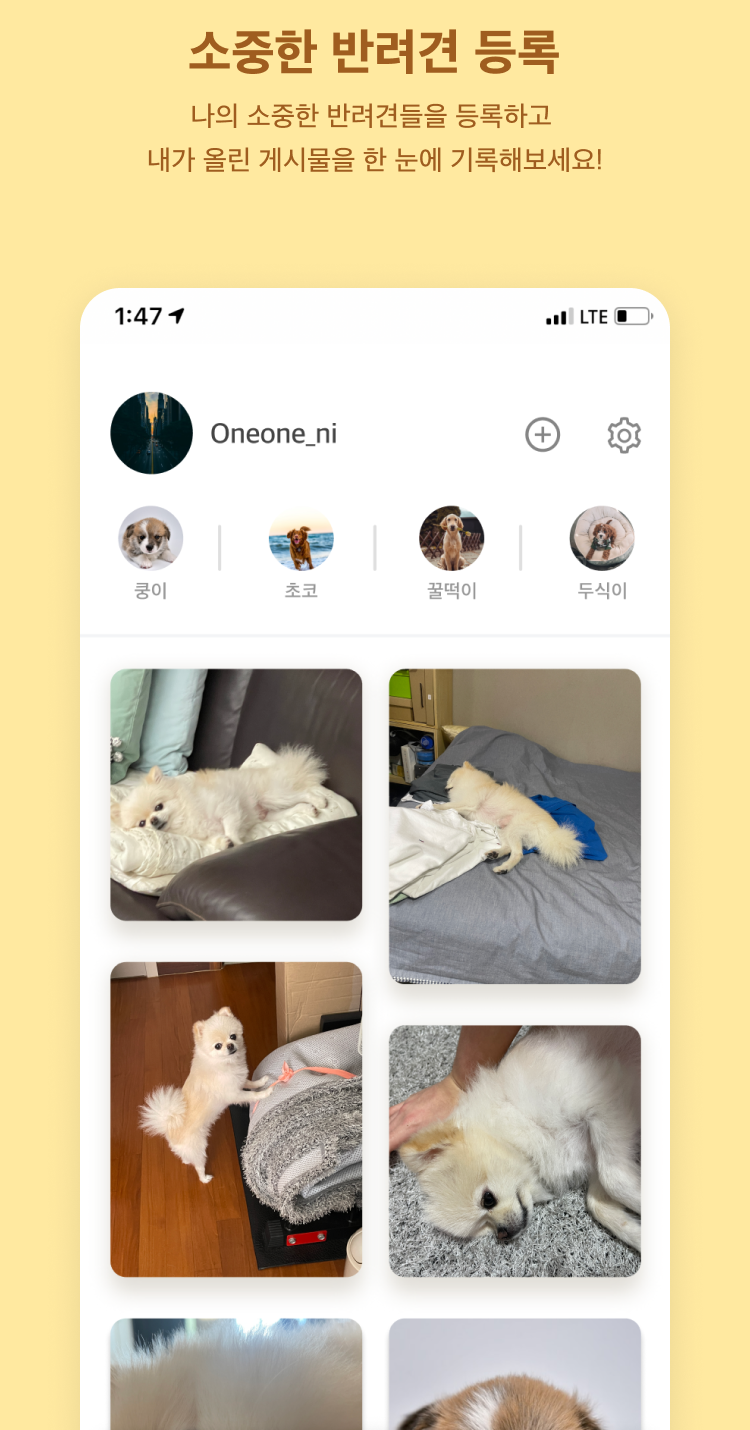 소중한 반려견 등록
나의 소중한 반려견들을 등록하고
내가 올린 게시물을 한 눈에 기록해보세요!
1:47 LTE
Oneone_ni
쿵이 초코 꿀떡이 두식이